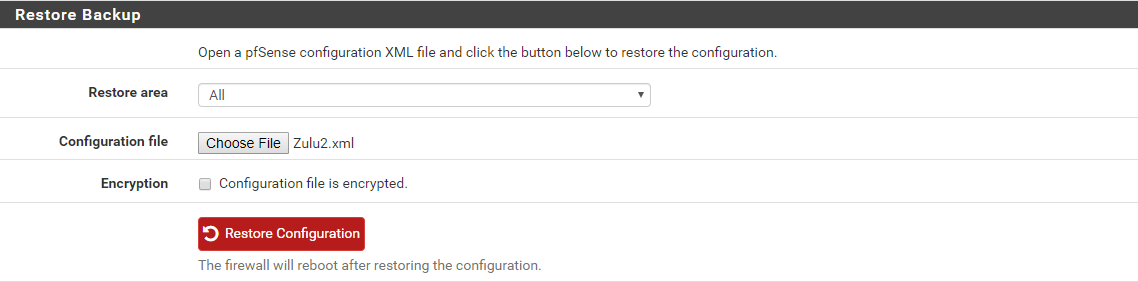 Restore Backup
Open a pfSense configuration XML file and click the button below to restore the configuration.
Restore area All
Configuration file Choose File Zulu2.xml
Encryption Configuration file is encrypted.
Restore Configuration
The firewall will reboot after restoring the configuration.